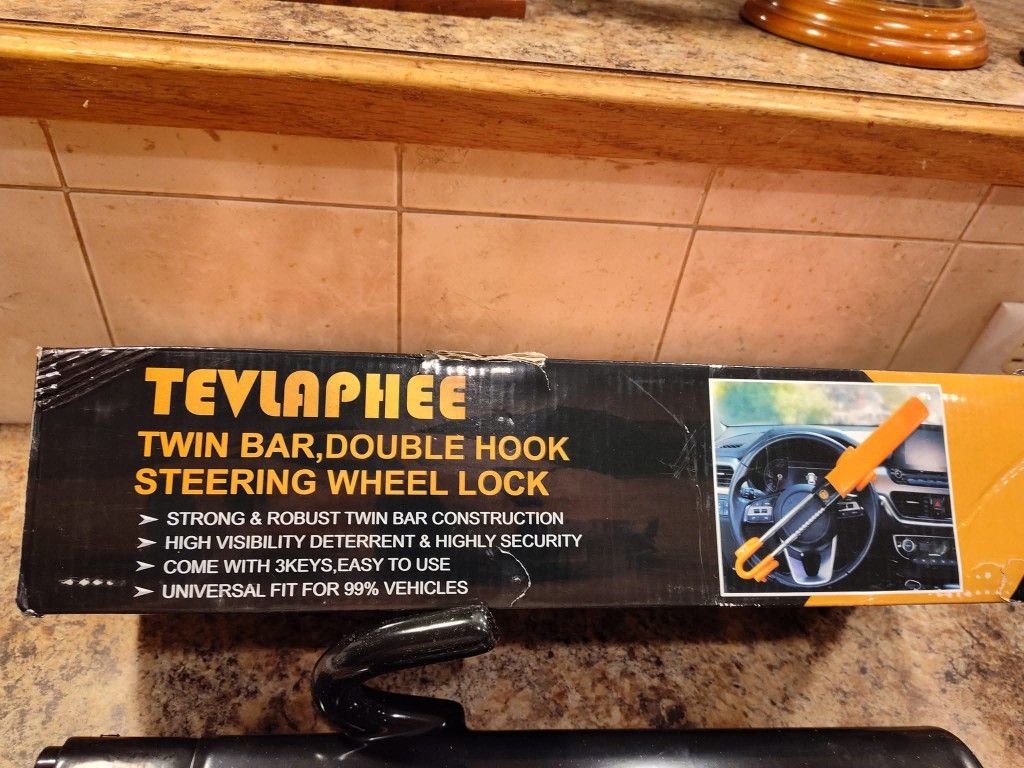 TEVLAPHEE
TWIN BAR,DOUBLE HOOK
STEERING WHEEL LOCK
➤ STRONG & ROBUST TWIN BAR CONSTRUCTION
➤ HIGH VISIBILITY DETERRENT & HIGHLY SECURITY
➤ COME WITH 3KEYS,EASY TO USE
➤ UNIVERSAL FIT FOR 99% VEHICLES